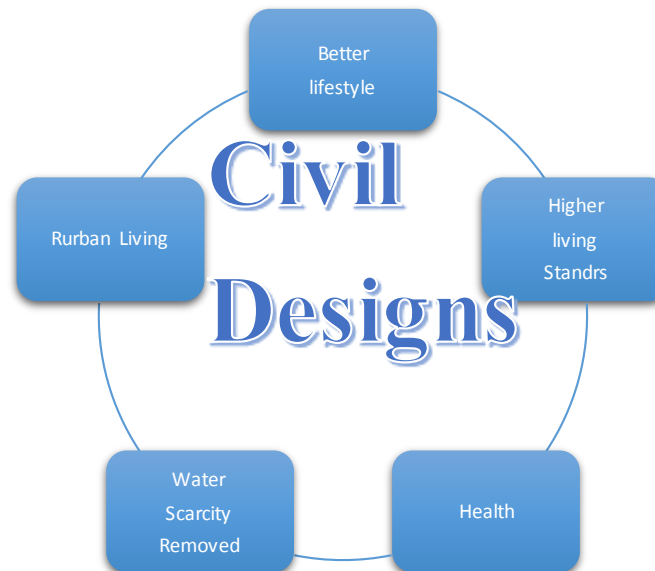 Better
lifestyle
Civil
Designs
Higher
living
Standrs
Health
Water
Scarcity
Removed
Rurban Living